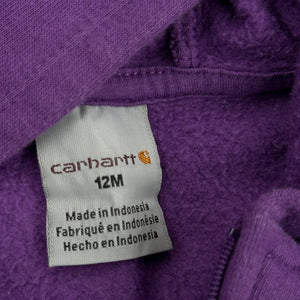 carhartt
12M
Made in Indonesia
Fabriqué en Indonésie
Hecho en Indonesia